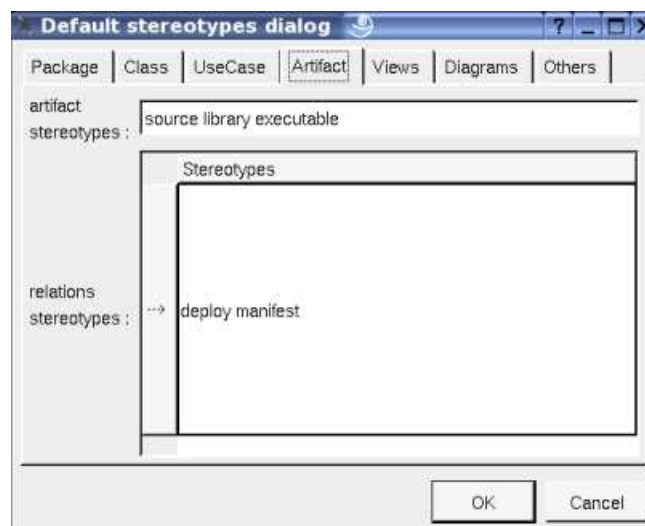 Default stereotypes dialog
Package Class UseCase Artifact Views Diagrams Others
artifact
stereotypes :
source library executable
Stereotypes
relations
stereotypes :
deploy manifest
OK Cancel